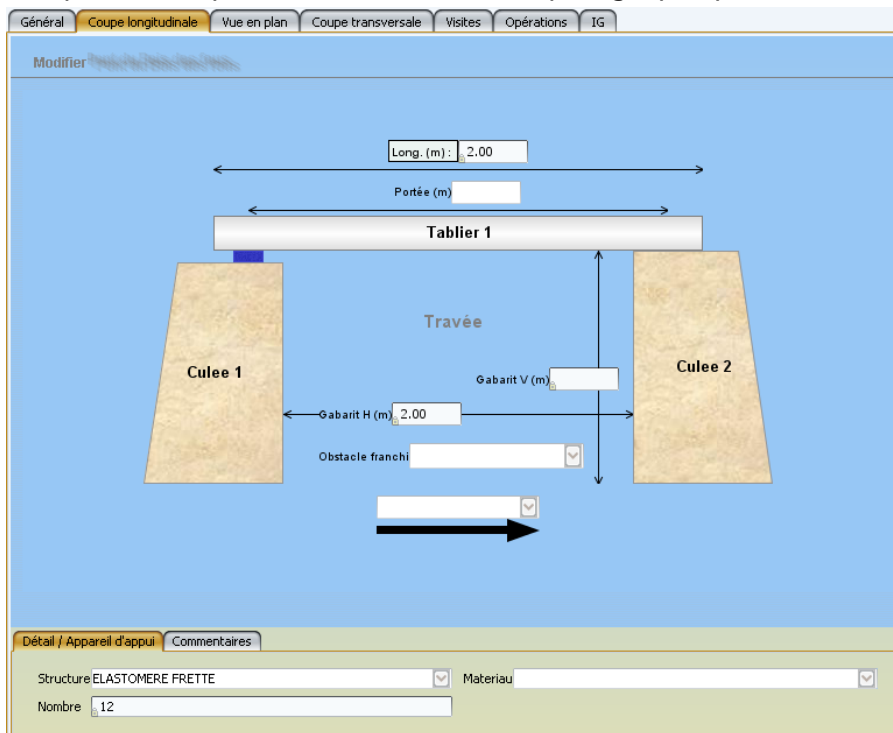 Général Coupe longitudinale Vue en plan Coupe transversale Visites Opérations IG
Modifier
Long. (m) : 2.00
Portée (m)
Tablier 1
Travée
Culee 1
Culee 2
Gabarit V (m)
Gabarit H (m) 2.00
Obstacle franchi
Détail / Appareil d'appui Commentaires
Structure ELASTOMERE FRETTE Materiau
Nombre 12